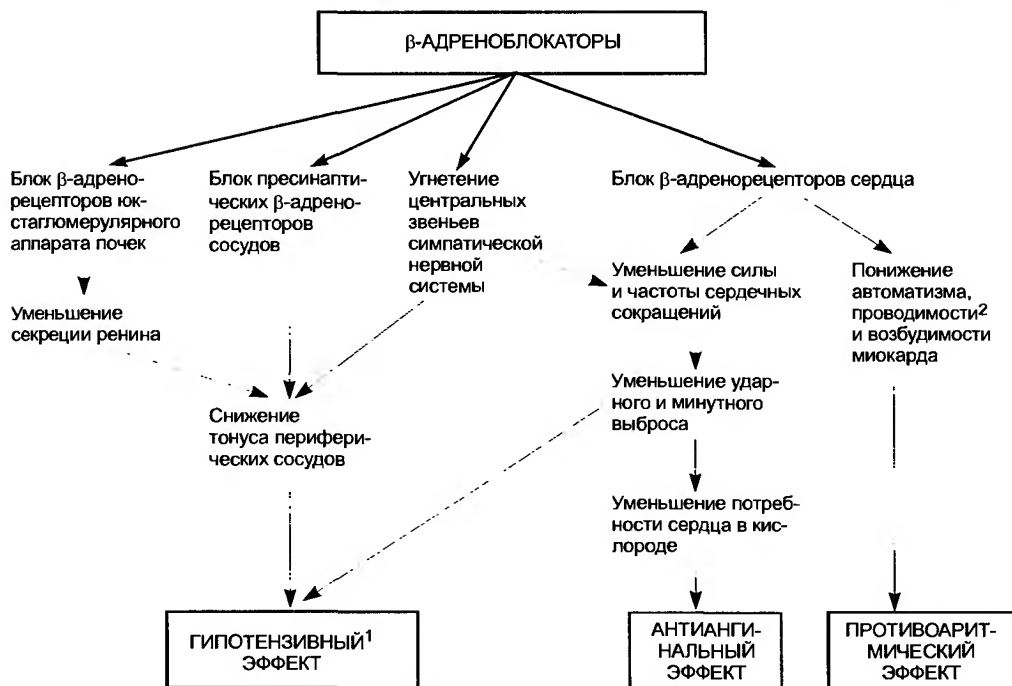 β-АДРЕНОБЛОКАТОРЫ
Блок β-адрено-
рецепторов юк-
стагломерулярного
аппарата почек
Блок пресинапти-
ческих β-адрено-
рецепторов
сосудов
Угнетение
центральных
звеньев
симпатической
нервной
системы
Блок β-адренорецепторов сердца
Уменьшение
секреции ренина
Уменьшение силы
и частоты сердечных
сокращений
Понижение
автоматизма,
проводимости2
и возбудимости
миокарда
Снижение
тонуса перифери-
ческих сосудов
Уменьшение удар-
ного и минутного
выброса
Уменьшение потреб-
ности сердца в кис-
лороде
ГИПОТЕНЗИВНЫЙ1
ЭФФЕКТ
АНТИАНГИ-
НАЛЬНЫЙ
ЭФФЕКТ
ПРОТИВОАРИТ-
МИЧЕСКИЙ
ЭФФЕКТ